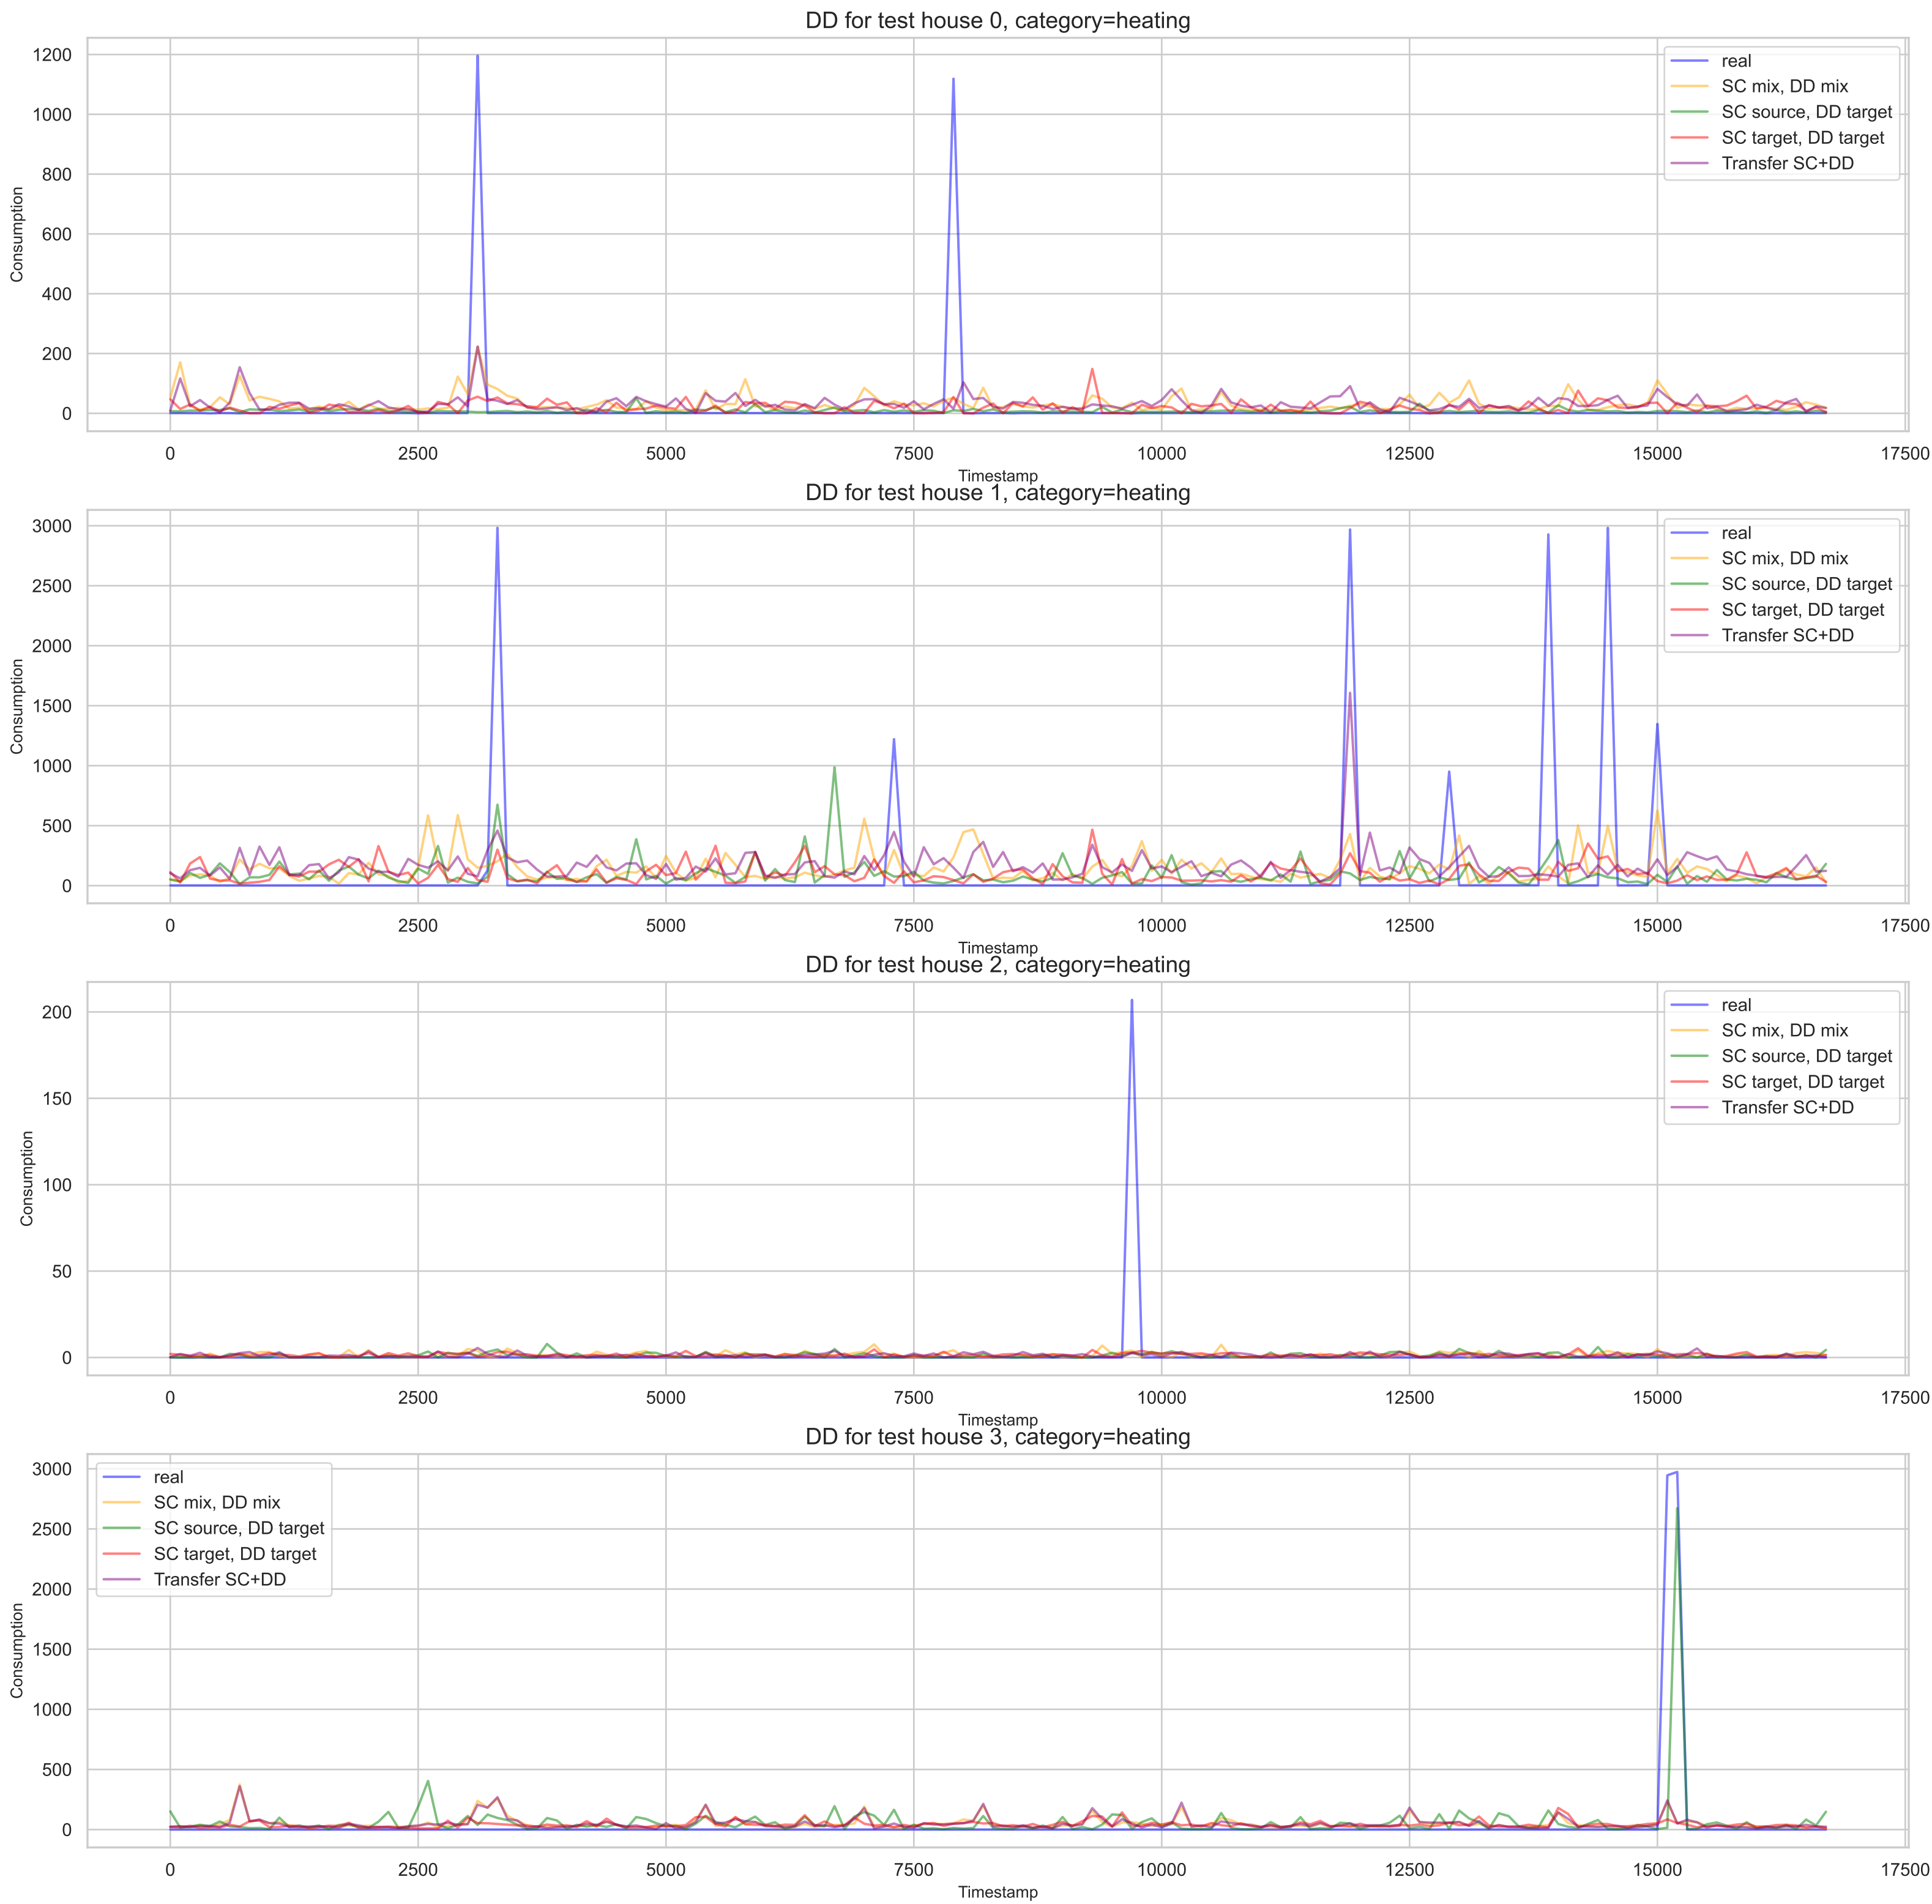 DD for test house 0, category=heating
1200
1000
800
600
400
200
0
Consumption
real
SC mix, DD mix
SC source, DD target
SC target, DD target
Transfer SC+DD
0 2500 5000 7500 10000 12500 15000 17500
Timestamp
DD for test house 1, category=heating
3000
2500
2000
1500
1000
500
0
Consumption
real
SC mix, DD mix
SC source, DD target
SC target, DD target
Transfer SC+DD
0 2500 5000 7500 10000 12500 15000 17500
Timestamp
DD for test house 2, category=heating
200
150
100
50
0
Consumption
real
SC mix, DD mix
SC source, DD target
SC target, DD target
Transfer SC+DD
0 2500 5000 7500 10000 12500 15000 17500
Timestamp
DD for test house 3, category=heating
3000
2500
2000
1500
1000
500
0
Consumption
real
SC mix, DD mix
SC source, DD target
SC target, DD target
Transfer SC+DD
0 2500 5000 7500 10000 12500 15000 17500
Timestamp